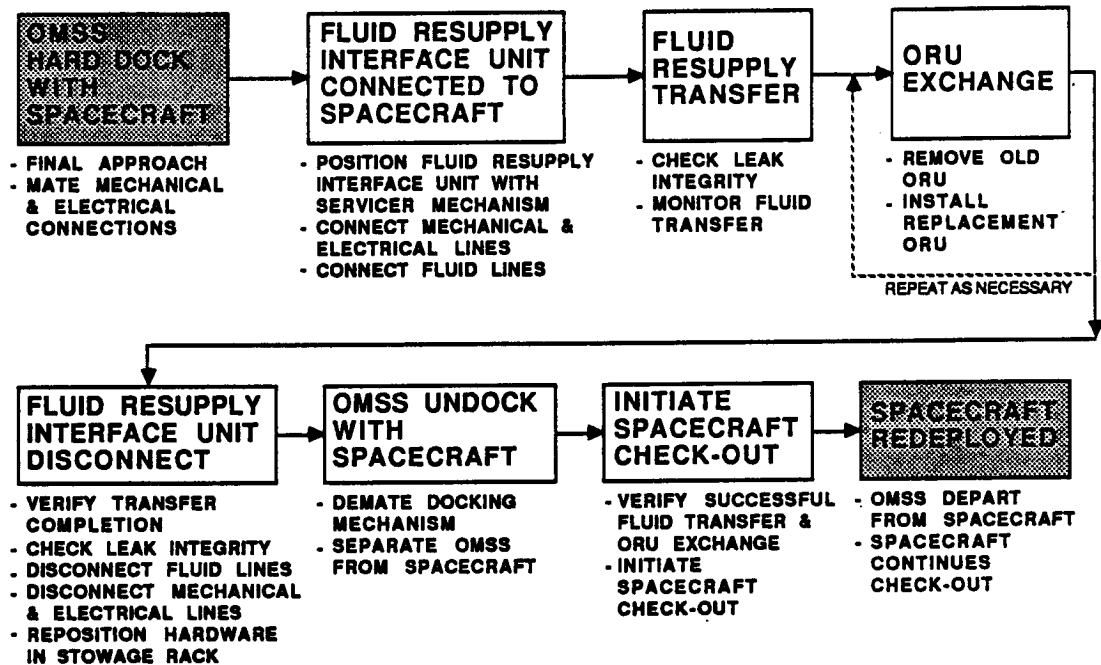 OMSS
HARD DOCK
WITH
SPACECRAFT
- FINAL APPROACH
- MATE MECHANICAL
& ELECTRICAL
CONNECTIONS
FLUID RESUPPLY
INTERFACE UNIT
CONNECTED TO
SPACECRAFT
- POSITION FLUID RESUPPLY
INTERFACE UNIT WITH
SERVICER MECHANISM
- CONNECT MECHANICAL &
ELECTRICAL LINES
- CONNECT FLUID LINES
FLUID
RESUPPLY
TRANSFER
- CHECK LEAK
INTEGRITY
- MONITOR FLUID
TRANSFER
ORU
EXCHANGE
- REMOVE OLD
ORU
- INSTALL
REPLACEMENT
ORU
REPEAT AS NECESSARY
FLUID RESUPPLY
INTERFACE UNIT
DISCONNECT
- VERIFY TRANSFER
COMPLETION
- CHECK LEAK INTEGRITY
- DISCONNECT FLUID LINES
- DISCONNECT MECHANICAL
& ELECTRICAL LINES
- REPOSITION HARDWARE
IN STOWAGE RACK
OMSS UNDOCK
WITH
SPACECRAFT
- DEMATE DOCKING
MECHANISM
- SEPARATE OMSS
FROM SPACECRAFT
INITIATE
SPACECRAFT
CHECK-OUT
- VERIFY SUCCESSFUL
FLUID TRANSFER &
ORU EXCHANGE
- INITIATE
SPACECRAFT
CHECK-OUT
SPACECRAFT
REDEPLOYED
- OMSS DEPART
FROM SPACECRAFT
- SPACECRAFT
CONTINUES
CHECK-OUT